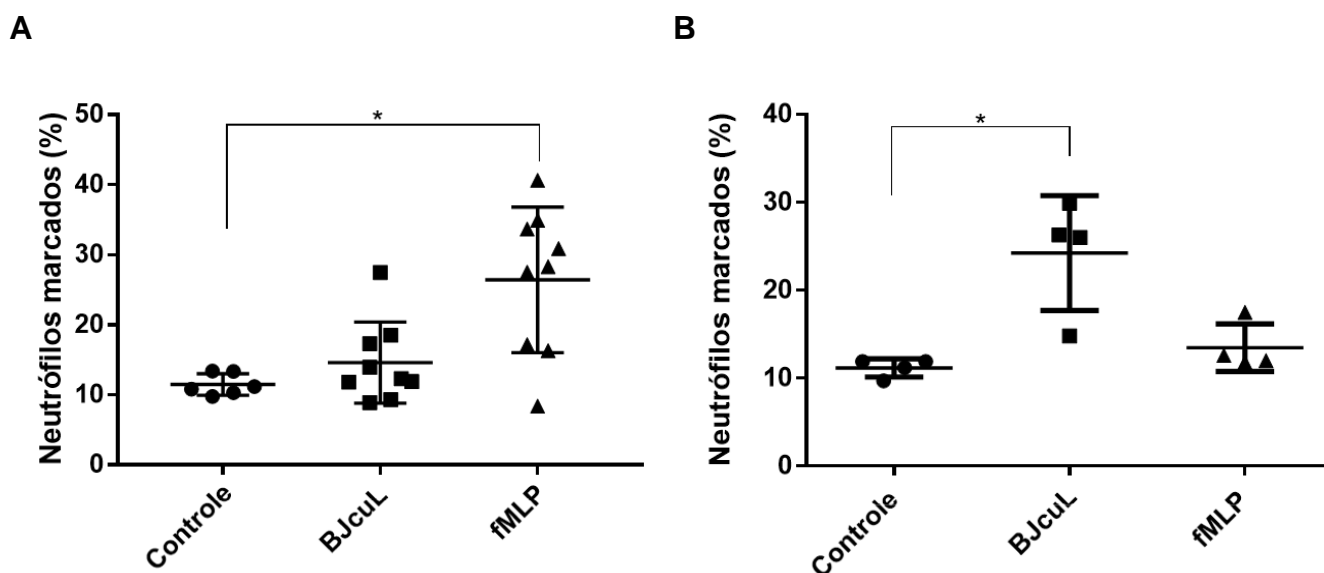 A
Neutrófilos marcados (%)
50
40
30
20
10
0
*
Controle
BJcuL
fMLP
B
Neutrófilos marcados (%)
40
30
20
10
0
*
Controle
BJcuL
fMLP